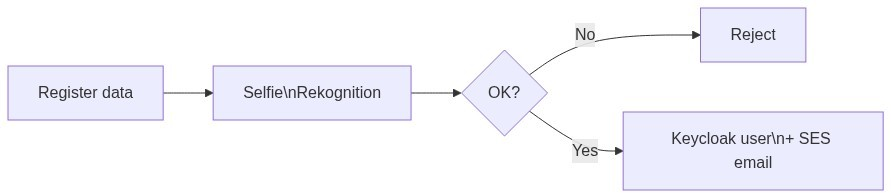 Register data
Selfie\nRekognition
OK?
No
Reject
Yes
Keycloak user\n+ SES
email